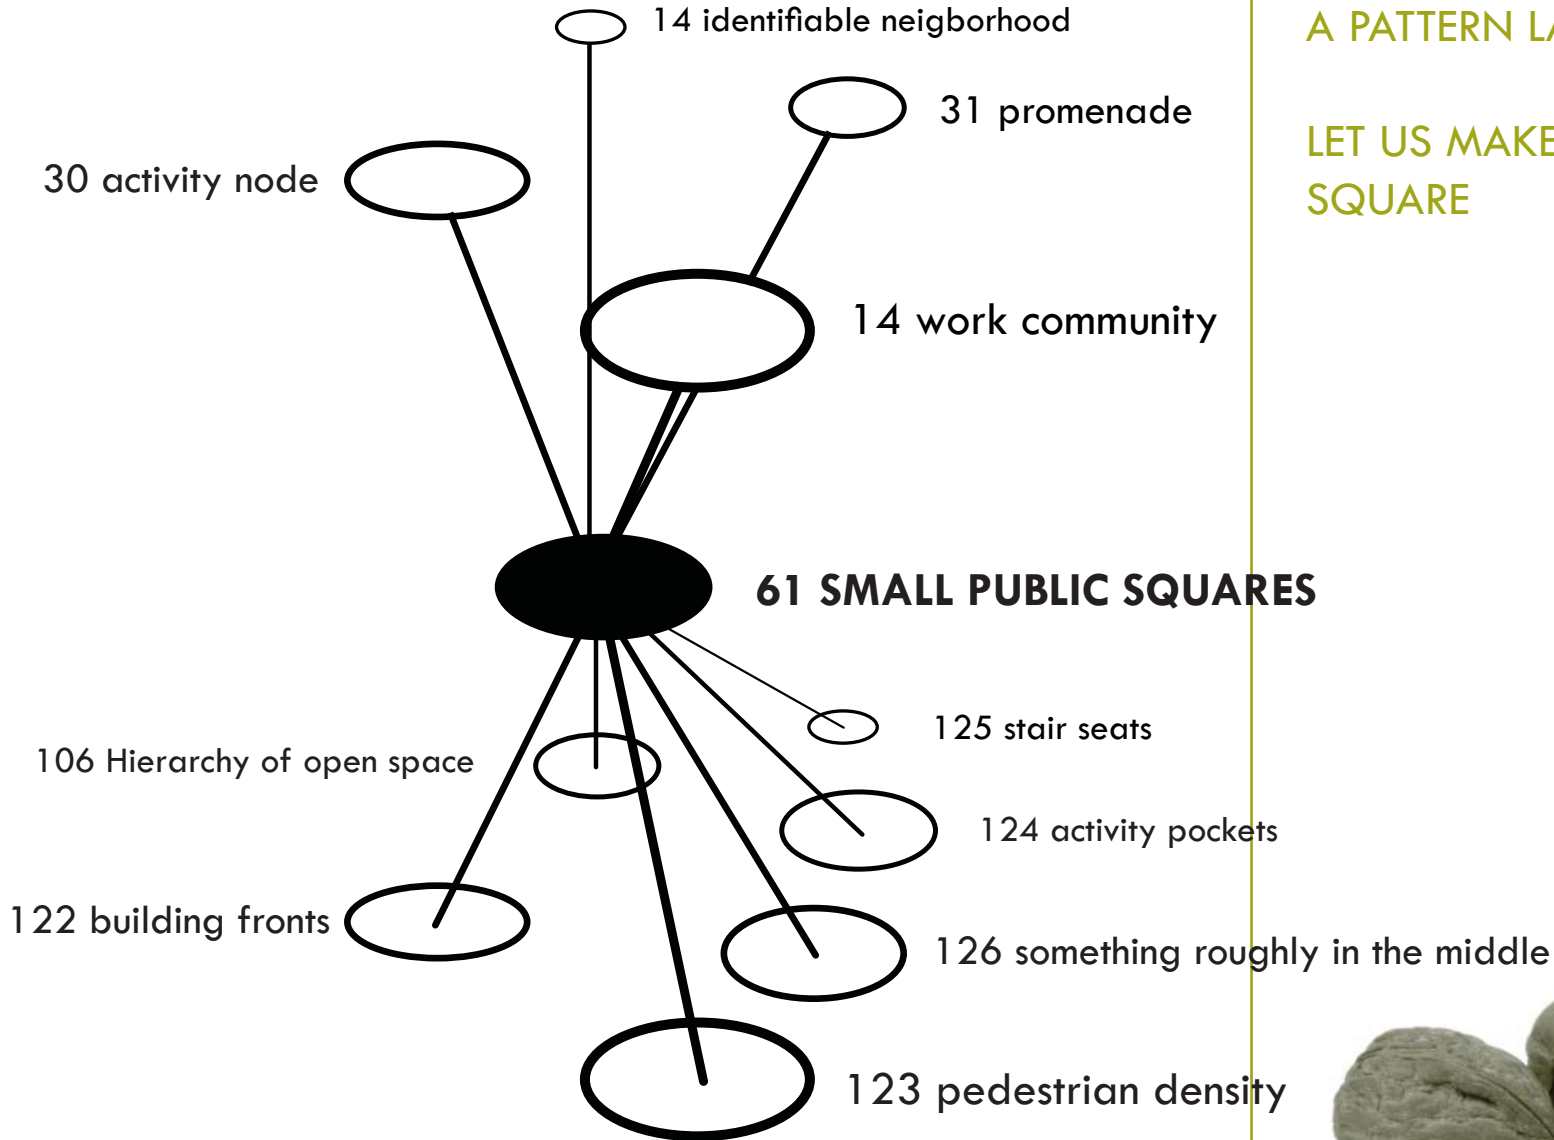 14 identifiable neigborhood
31 promenade
30 activity node
14 work community
61 SMALL PUBLIC SQUARES
125 stair seats
106 Hierarchy of open space
124 activity pockets
122 building fronts
126 something roughly in the middle
123 pedestrian density
A PATTERN
LET US MAKE
SQUARE